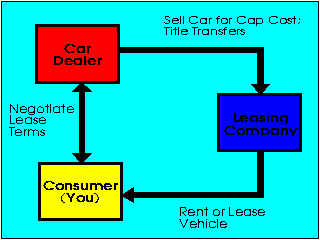 Sell Car for Cap Cost;
Title Transfers
Car
Dealer
Negotiate
Lease
Terms
Leasing
Company
Consumer
(You)
Rent or Lease
Vehicle